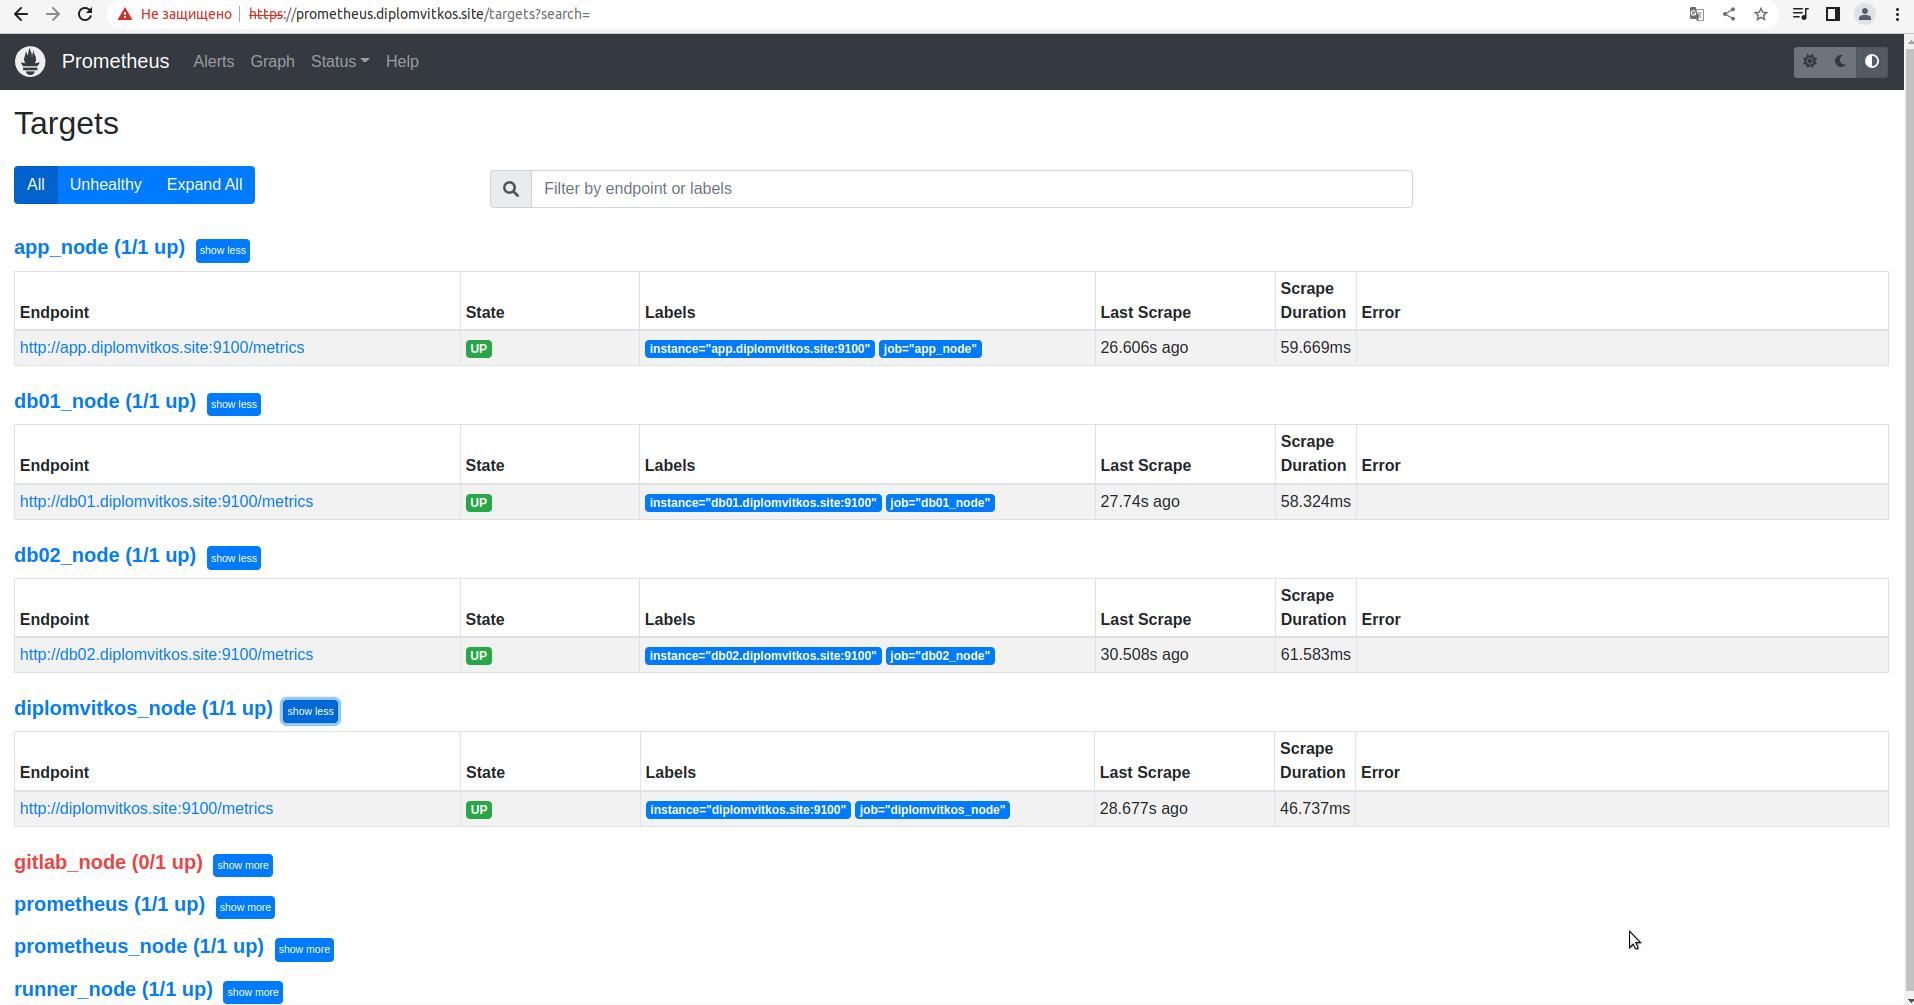 Не защищено https://prometheus.diplomvitkos.site/targets?search=
Prometheus Alerts Graph Status Help
Targets
All Unhealthy Expand All Filter by endpoint or labels
app_node (1/1 up) show less
Scrape
Endpoint State Labels Last Scrape Duration Error
http://app.diplomvitkos.site:9100/metrics UP instance="app.diplomvitkos.site:9100" job="app_node" 26.606s ago 59.669ms
db01_node (1/1 up) show less
Scrape
Endpoint State Labels Last Scrape Duration Error
http://db01.diplomvitkos.site:9100/metrics UP instance="db01.diplomvitkos.site:9100" job="db01_node" 27.74s ago 58.324ms
db02_node (1/1 up) show less
Scrape
Endpoint State Labels Last Scrape Duration Error
http://db02.diplomvitkos.site:9100/metrics UP instance="db02.diplomvitkos.site:9100" job="db02_node" 30.508s ago 61.583ms
diplomvitkos_node (1/1 up) show less
Scrape
Endpoint State Labels Last Scrape Duration Error
http://diplomvitkos.site:9100/metrics UP instance="diplomvitkos.site:9100" job="diplomvitkos_node" 28.677s ago 46.737ms
gitlab_node (0/1 up) show more
prometheus (1/1 up) show more
prometheus_node (1/1 up) show more
runner_node (1/1 up) show more